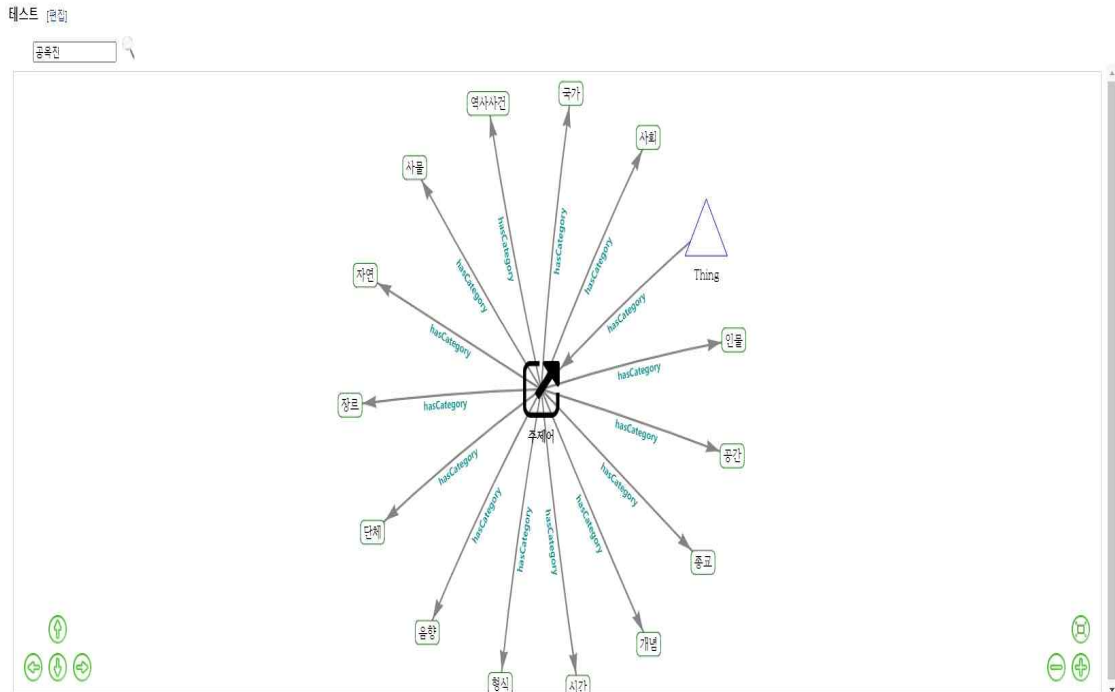 테스트 [편집]
공옥진
국가
역사사건
사회
사물
hasCategory
hasCategory
hasCategory
hasCategory
자연
Thing
hasCategory
hasCategory
인물
hasCategory
장르
hasCategory
hasCategory
주제어
공간
hasCategory
hasCategory
hasCategory
hasCategory
hasCategory
hasCategory
단체
종교
음향
개념
형식
시간